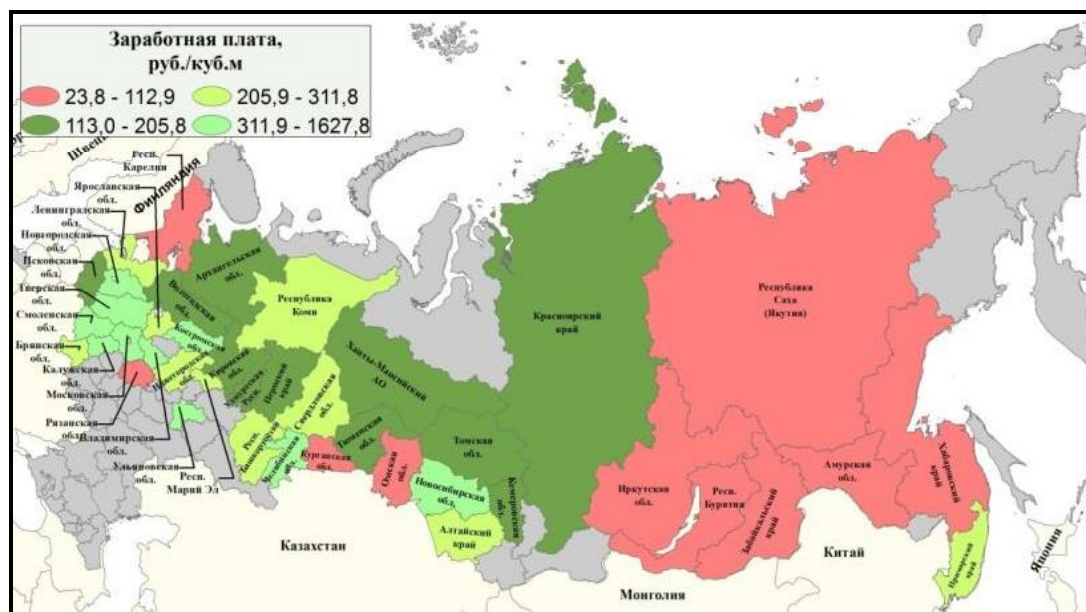 Заработная плата,
руб./куб.м
23,8 - 112,9
205,9 - 311,8
113,0 - 205,8
311,9 - 1627,8
Респ.
Карелия
Финляндия
Ярославская
обл.
Ленинградская
обл.
Новгородская
обл.
Псковская
обл.
Тверская
обл.
Смоленская
обл.
Брянская
обл.
Калужская
обл.
Московская
обл.
Рязанская
обл.
Владимирская
обл.
Ульяновская
обл.
Респ.
Марий Эл
Архангельская
обл.
Вологодская
обл.
Костромская
обл.
Республика
Коми
Нижегородская
обл.
Кировская
обл.
Удмуртская
Респ.
Пермский
край
Свердловская
обл.
Респ.
Башкортостан
Челябинская
обл.
Курганская
обл.
Тюменская
обл.
Ханты-Мансийский
АО
Омская
обл.
Томская
обл.
Новосибирская
обл.
Алтайский
край
Кемеровская
обл.
Красноярский
край
Республика
Саха
(Якутия)
Иркутская
обл.
Респ.
Бурятия
Забайкальский
край
Амурская
обл.
Хабаровский
край
Приморский
край
Казахстан
Монголия
Китай
Япония